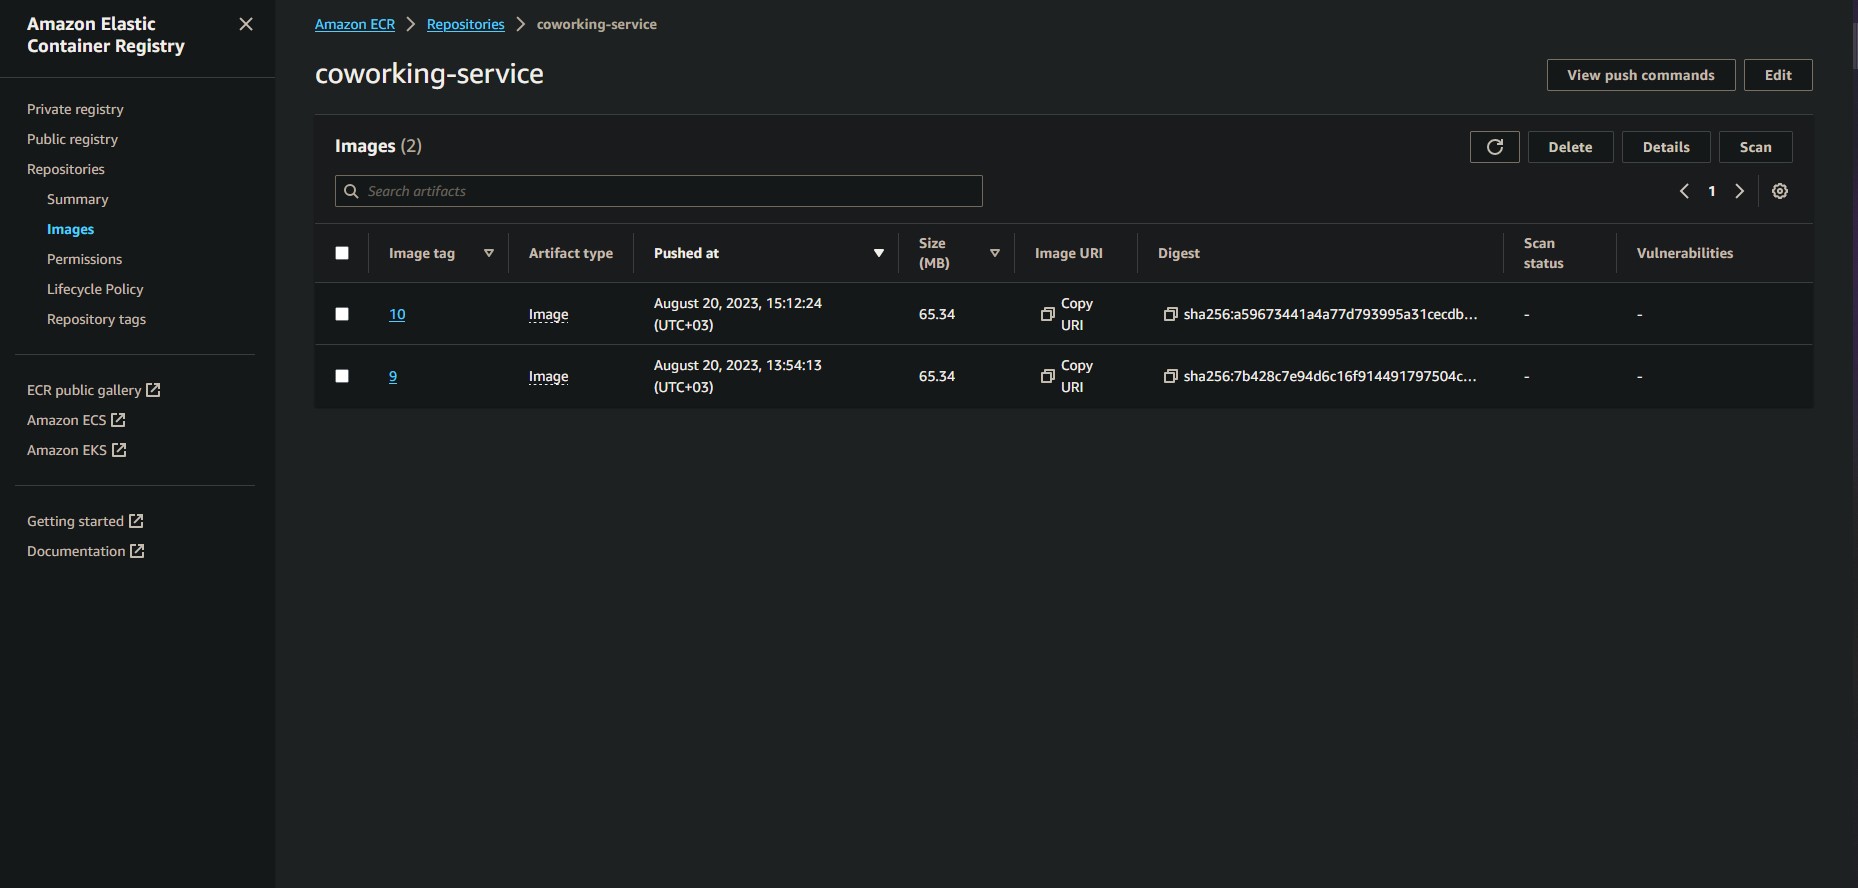 Amazon Elastic
Container Registry
Private registry
Public registry
Repositories
Summary
Images
Permissions
Lifecycle Policy
Repository tags
ECR public gallery
Amazon ECS
Amazon EKS
Getting started
Documentation
Amazon ECR > Repositories > coworking-service
coworking-service
View push commands Edit
Images (2)
Delete Details Scan
Search artifacts
1
Image tag Artifact type Pushed at Size (MB) Image URI Digest Scan status Vulnerabilities
10 Image August 20, 2023, 15:12:24 (UTC+03) 65.34 Copy URI sha256:a59673441a4a77d793995a31cecdb... - -
9 Image August 20, 2023, 13:54:13 (UTC+03) 65.34 Copy URI sha256:7b428c7e94d6c16f914491797504c... - -